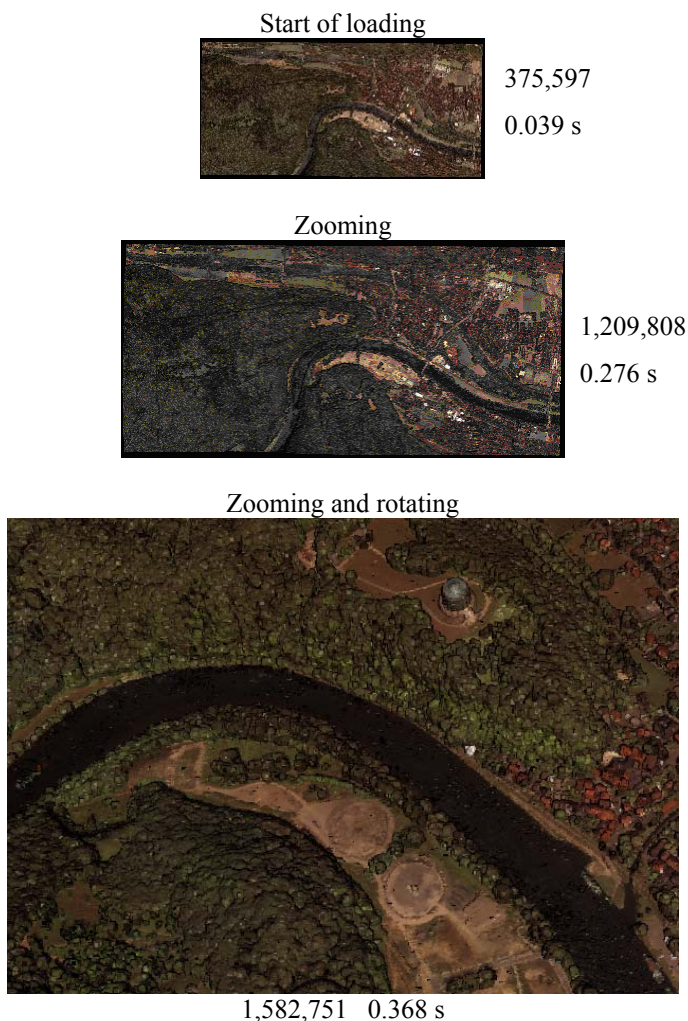 Start of loading
375,597
0.039 s
Zooming
1,209,808
0.276 s
Zooming and rotating
1,582,751 0.368 s